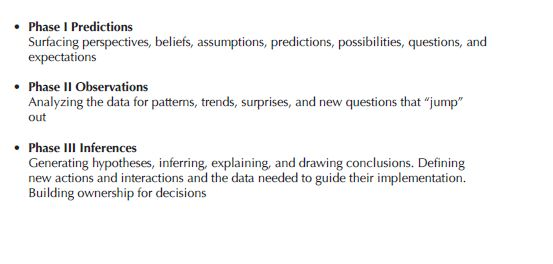 • Phase I Predictions
Surfacing perspectives, beliefs, assumptions, predictions, possibilities, questions, and
expectations
• Phase II Observations
Analyzing the data for patterns, trends, surprises, and new questions that “jump”
out
• Phase III Inferences
Generating hypotheses, inferring, explaining, and drawing conclusions. Defining
new actions and interactions and the data needed to guide their implementation.
Building ownership for decisions